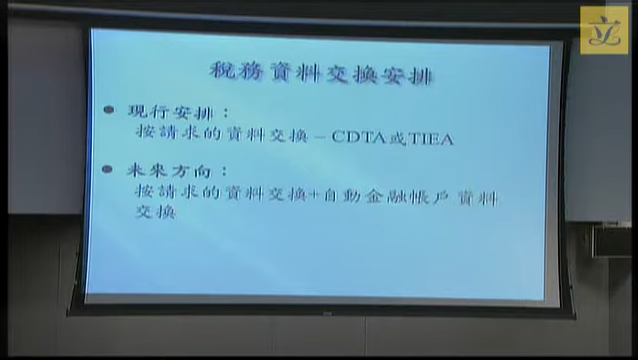 稅務資料交換安排
● 現行安排：
按請求的資料交換 – CDTA或TIEA
● 未來方向：
按請求的資料交換+自動金融帳戶資料
交換